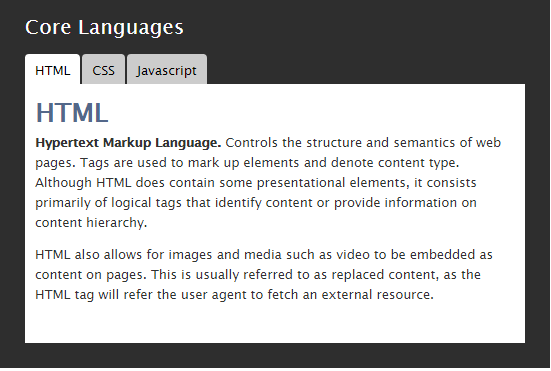 Core Languages
HTML CSS Javascript
HTML
Hypertext Markup Language. Controls the structure and semantics of web
pages. Tags are used to mark up elements and denote content type.
Although HTML does contain some presentational elements, it consists
primarily of logical tags that identify content or provide information on
content hierarchy.
HTML also allows for images and media such as video to be embedded as
content on pages. This is usually referred to as replaced content, as the
HTML tag will refer the user agent to fetch an external resource.